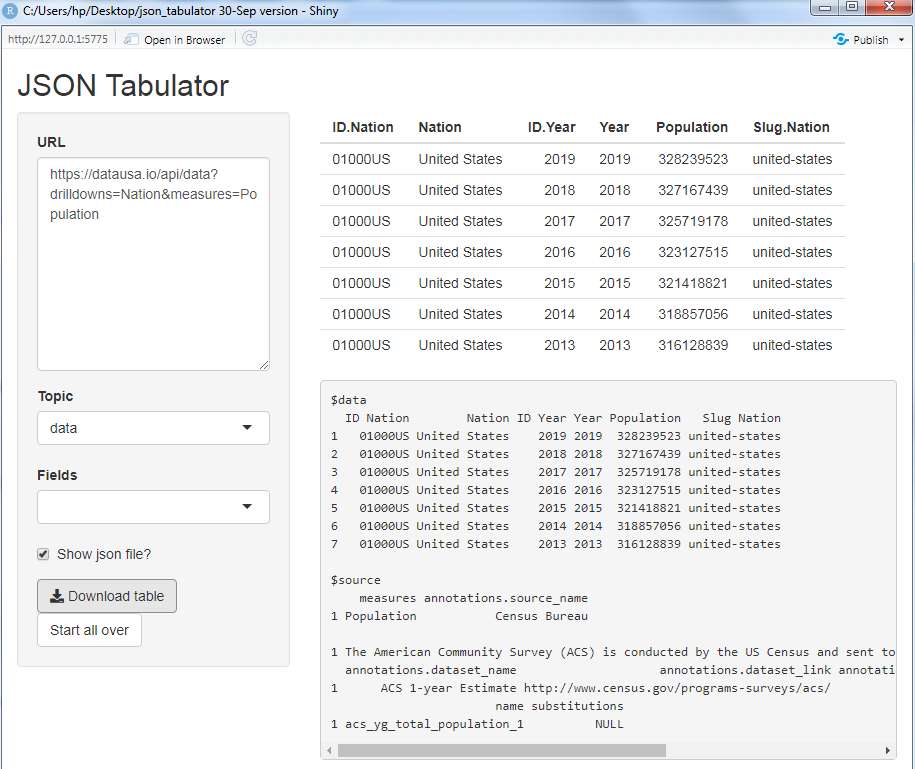 C:/Users/hp/Desktop/json_tabulator 30-Sep version - Shiny
http://127.0.0.1:5775 Open in Browser Publish
JSON Tabulator
URL
https://datausa.io/api/data?
drilldowns=Nation&measures=Po
pulation
Topic
data
Fields
Show json file?
Download table
Start all over
ID.Nation Nation ID.Year Year Population Slug.Nation
01000US United States 2019 2019 328239523 united-states
01000US United States 2018 2018 327167439 united-states
01000US United States 2017 2017 325719178 united-states
01000US United States 2016 2016 323127515 united-states
01000US United States 2015 2015 321418821 united-states
01000US United States 2014 2014 318857056 united-states
01000US United States 2013 2013 316128839 united-states
$data
ID Nation Nation ID Year Year Population Slug Nation
1 01000US United States 2019 2019 328239523 united-states
2 01000US United States 2018 2018 327167439 united-states
3 01000US United States 2017 2017 325719178 united-states
4 01000US United States 2016 2016 323127515 united-states
5 01000US United States 2015 2015 321418821 united-states
6 01000US United States 2014 2014 318857056 united-states
7 01000US United States 2013 2013 316128839 united-states
$source
measures annotations.source_name
1 Population Census Bureau
1 The American Community Survey (ACS) is conducted by the US Census and sent to
annotations.dataset_name annotations.dataset_link annotati
1 ACS 1-year Estimate http://www.census.gov/programs-surveys/acs/
name substitutions
1 acs_yg_total_population_1 NULL